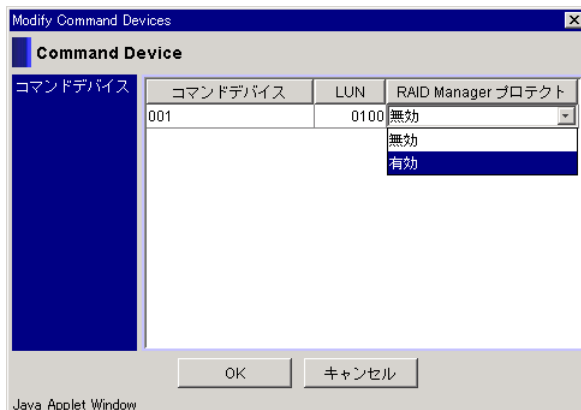 Modify Command Devices
Command Device
コマンドデバイス
コマンドデバイス LUN RAID Manager プロテクト
001 0100 無効
無効
有効
OK キャンセル
Java Applet Window